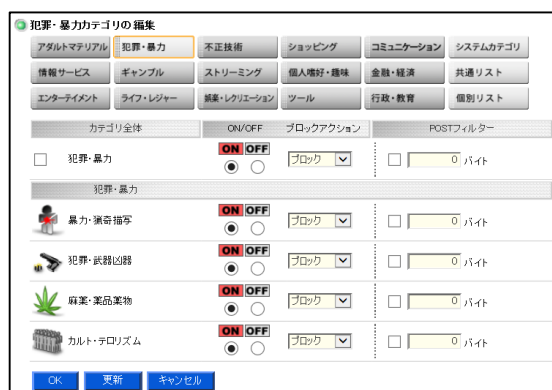 犯罪・暴力カテゴリの編集
アダルトマテリアル 犯罪・暴力 不正技術 ショッピング コミュニケーション システムカテゴリ
情報サービス ギャンブル ストリーミング 個人嗜好・趣味 金融・経済 共通リスト
エンターテイメント ライフ・レジャー 娯楽・レクリエーション ツール 行政・教育 個別リスト
カテゴリ全体 ON/OFF ブロックアクション POSTフィルター
犯罪・暴力 ON OFF ブロック 0 バイト
犯罪・暴力
暴力・猟奇描写 ON OFF ブロック 0 バイト
犯罪・武器凶器 ON OFF ブロック 0 バイト
麻薬・薬品薬物 ON OFF ブロック 0 バイト
カルト・テロリズム ON OFF ブロック 0 バイト
OK 更新 キャンセル